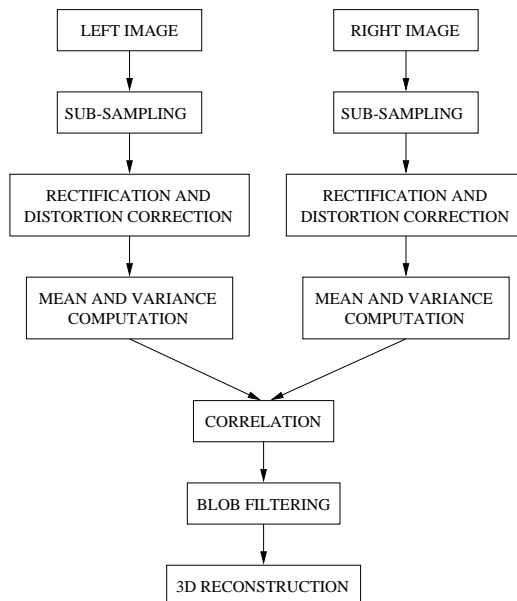 LEFT IMAGE
RIGHT IMAGE
SUB-SAMPLING
SUB-SAMPLING
RECTIFICATION AND
DISTORTION CORRECTION
RECTIFICATION AND
DISTORTION CORRECTION
MEAN AND VARIANCE
COMPUTATION
MEAN AND VARIANCE
COMPUTATION
CORRELATION
BLOB FILTERING
3D RECONSTRUCTION